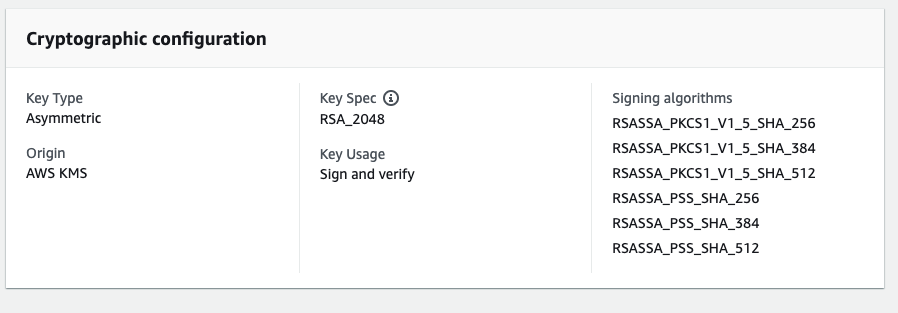 Cryptographic configuration
Key Type
Asymmetric
Origin
AWS KMS
Key Spec
RSA_2048
Key Usage
Sign and verify
Signing algorithms
RSASSA_PKCS1_V1_5_SHA_256
RSASSA_PKCS1_V1_5_SHA_384
RSASSA_PKCS1_V1_5_SHA_512
RSASSA_PSS_SHA_256
RSASSA_PSS_SHA_384
RSASSA_PSS_SHA_512